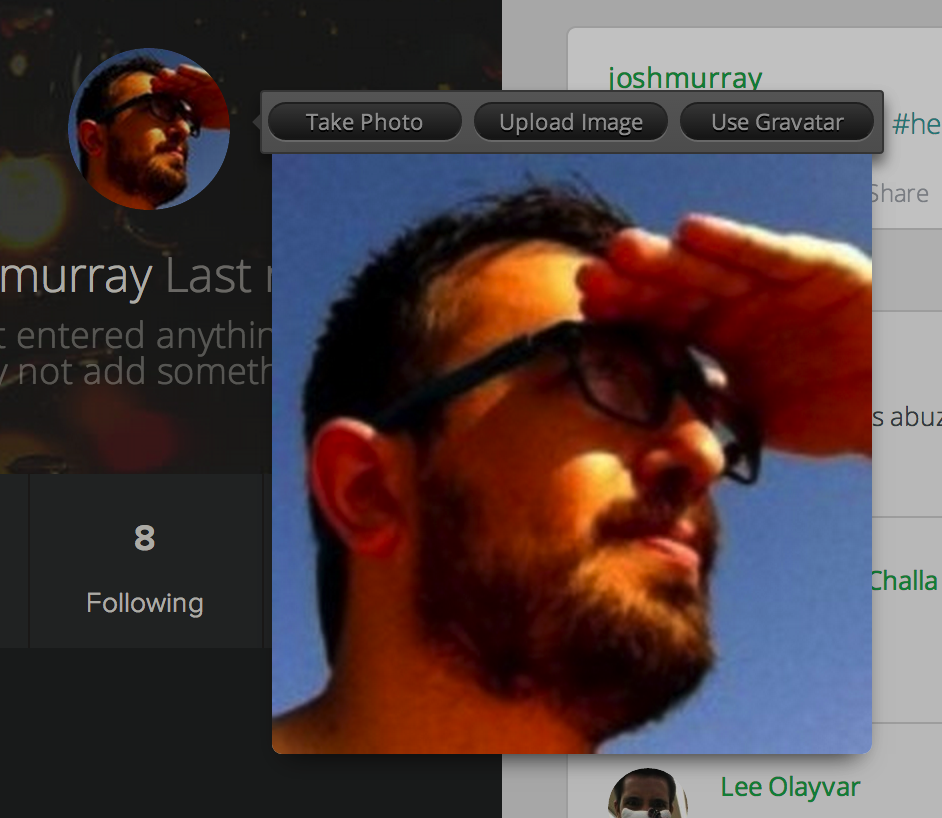 joshmurray
Take Photo
Upload Image
Use Gravatar
#he
Share
murray Last
t entered anythin
y not add someth
s abuz
8
Following
Challa
Lee Olayvar